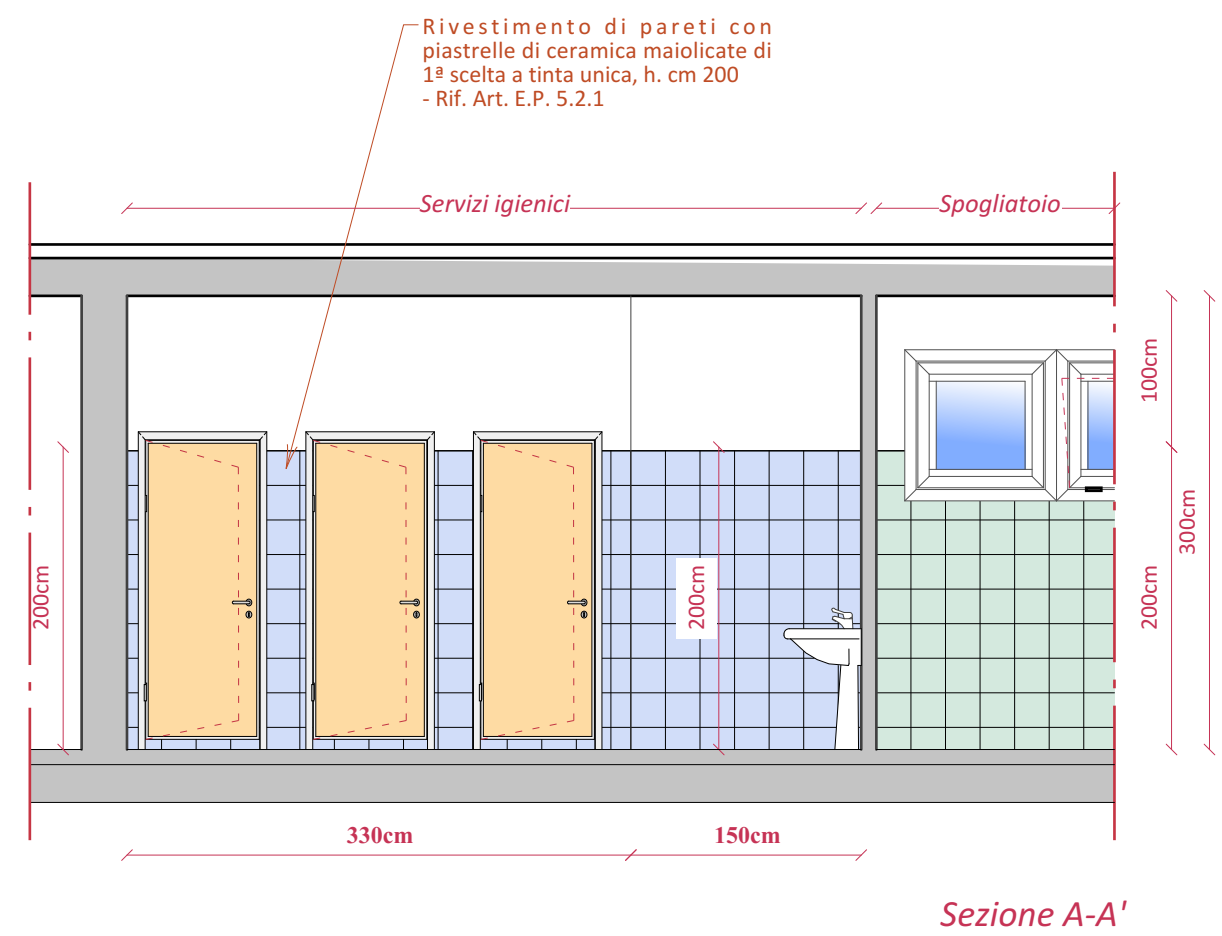 Rivestimento di pareti con
piastrelle di ceramica maiolicate di
1ª scelta a tinta unica, h. cm 200
- Rif. Art. E.P. 5.2.1
Servizi igienici
Spogliatoio
100cm
300cm
200cm
200cm
200cm
330cm
150cm
Sezione A-A'